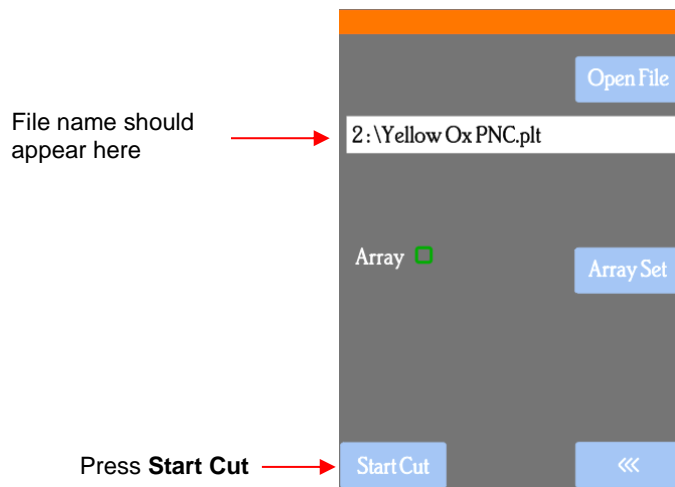 Open File
File name should
appear here
2:\Yellow Ox PNC.plt
Array
Array Set
Press Start Cut
Start Cut
<<<